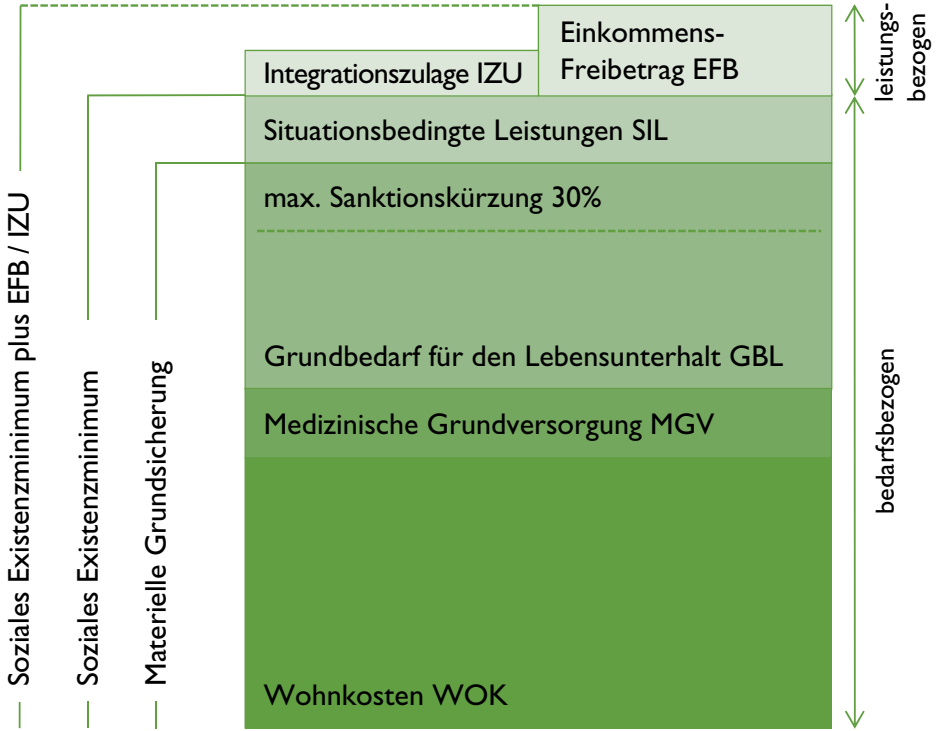 Einkommens-
Freibetrag EFB
Integrationszulage IZU
Situationsbedingte Leistungen SIL
max. Sanktionskürzung 30%
Grundbedarf für den Lebensunterhalt GBL
Medizinische Grundversorgung MGV
Wohnkosten WOK
Soziales Existenzminimum plus EFB / IZU
Soziales Existenzminimum
Materielle Grundsicherung
leistungs-
bezogen
bedarfsbezogen